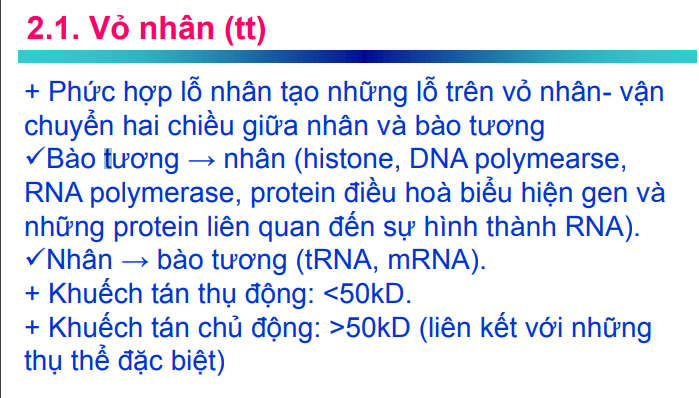 2.1. Vỏ nhân (tt)
+ Phức hợp lỗ nhân tạo những lỗ trên vỏ nhân- vận
chuyển hai chiều giữa nhân và bào tương
✓Bào tương → nhân (histone, DNA polymearse,
RNA polymerase, protein điều hoà biểu hiện gen và
những protein liên quan đến sự hình thành RNA).
✓Nhân → bào tương (tRNA, mRNA).
+ Khuếch tán thụ động: <50kD.
+ Khuếch tán chủ động: >50kD (liên kết với những
thụ thể đặc biệt)